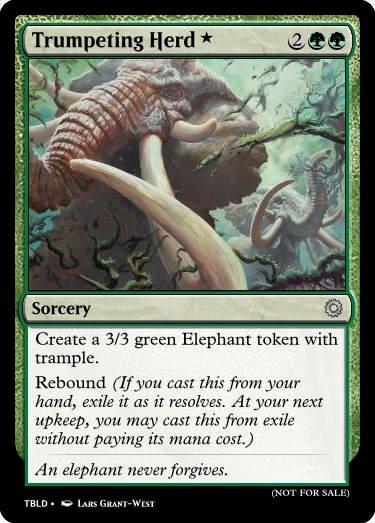 Trumpeting Herd ★ 2
Sorcery
Create a 3/3 green Elephant token with
trample.
Rebound (If you cast this from your
hand, exile it as it resolves. At your next
upkeep, you may cast this from exile
without paying its mana cost.)
An elephant never forgives.
(NOT FOR SALE)
TBLD • Lars Grant-West